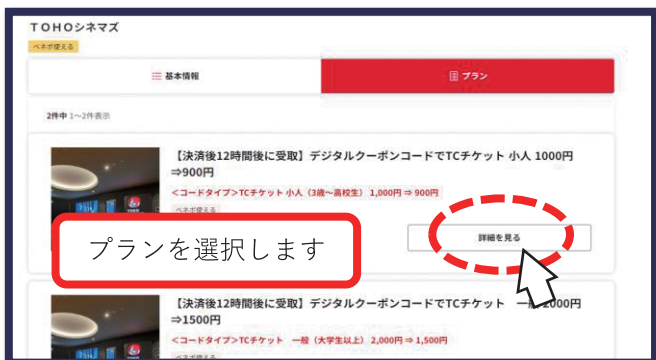 TOHOシネマズ
ベネポ使える
基本情報
プラン
2件中 1～2件表示
【決済後12時間後に受取】デジタルクーポンコードでTCチケット 小人 1000円
⇒900円
＜コードタイプ＞TCチケット 小人（3歳～高校生） 1,000円 ⇒ 900円
ベネポ使える
プランを選択します
詳細を見る
【決済後12時間後に受取】デジタルクーポンコードでTCチケット 一般 2000円
⇒1500円
＜コードタイプ＞TCチケット 一般（大学生以上） 2,000円 ⇒ 1,500円
ベネポ使える